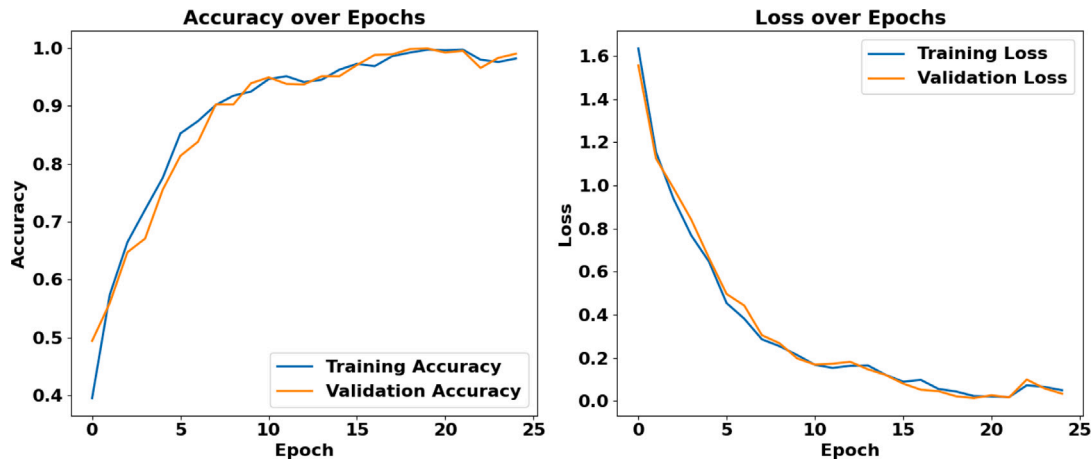 Accuracy over Epochs
1.0
0.9
0.8
0.7
0.6
0.5
0.4
Accuracy
Training Accuracy
Validation Accuracy
0 5 10 15 20 25
Epoch
Loss over Epochs
1.6
1.4
1.2
1.0
0.8
0.6
0.4
0.2
0.0
Loss
Training Loss
Validation Loss
0 5 10 15 20 25
Epoch